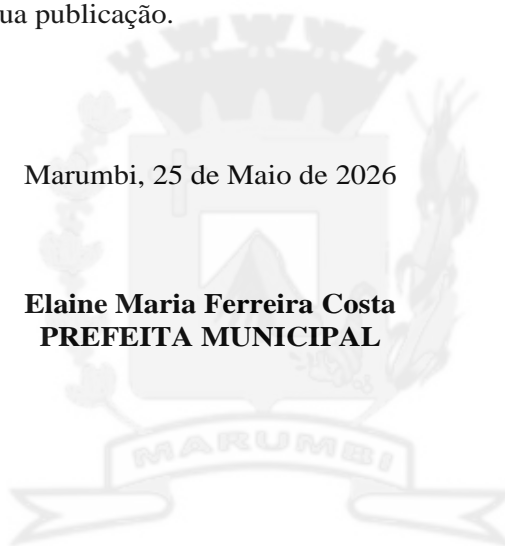 ua publicação.
Marumbi, 25 de Maio de 2026
Elaine Maria Ferreira Costa
PREFEITA MUNICIPAL
MARUMBI